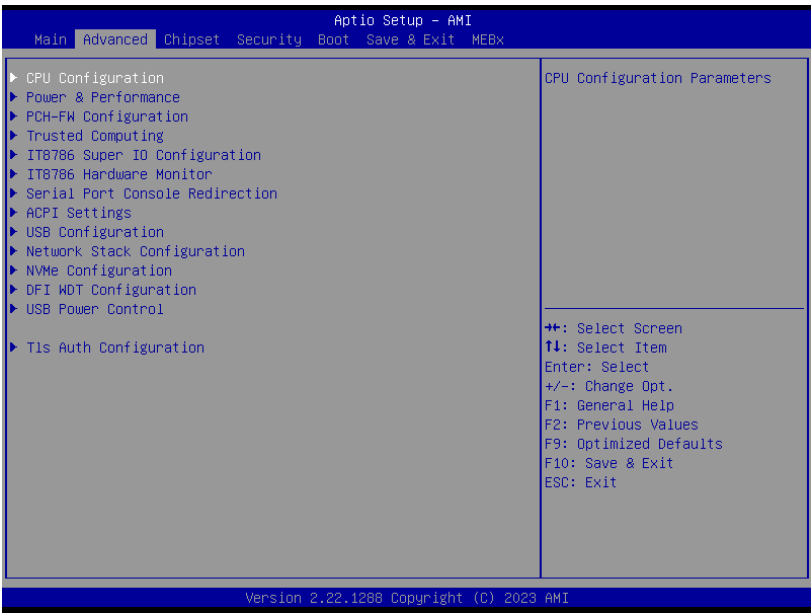 Aptio Setup – AMI
Main Advanced Chipset Security Boot Save & Exit MEBx
▶ CPU Configuration
▶ Power & Performance
▶ PCH-FW Configuration
▶ Trusted Computing
▶ IT8786 Super IO Configuration
▶ IT8786 Hardware Monitor
▶ Serial Port Console Redirection
▶ ACPI Settings
▶ USB Configuration
▶ Network Stack Configuration
▶ NVMe Configuration
▶ DFI WDT Configuration
▶ USB Power Control
▶ Tls Auth Configuration
CPU Configuration Parameters
→←: Select Screen
↑↓: Select Item
Enter: Select
+/-: Change Opt.
F1: General Help
F2: Previous Values
F9: Optimized Defaults
F10: Save & Exit
ESC: Exit
Version 2.22.1288 Copyright (C) 2023 AMI